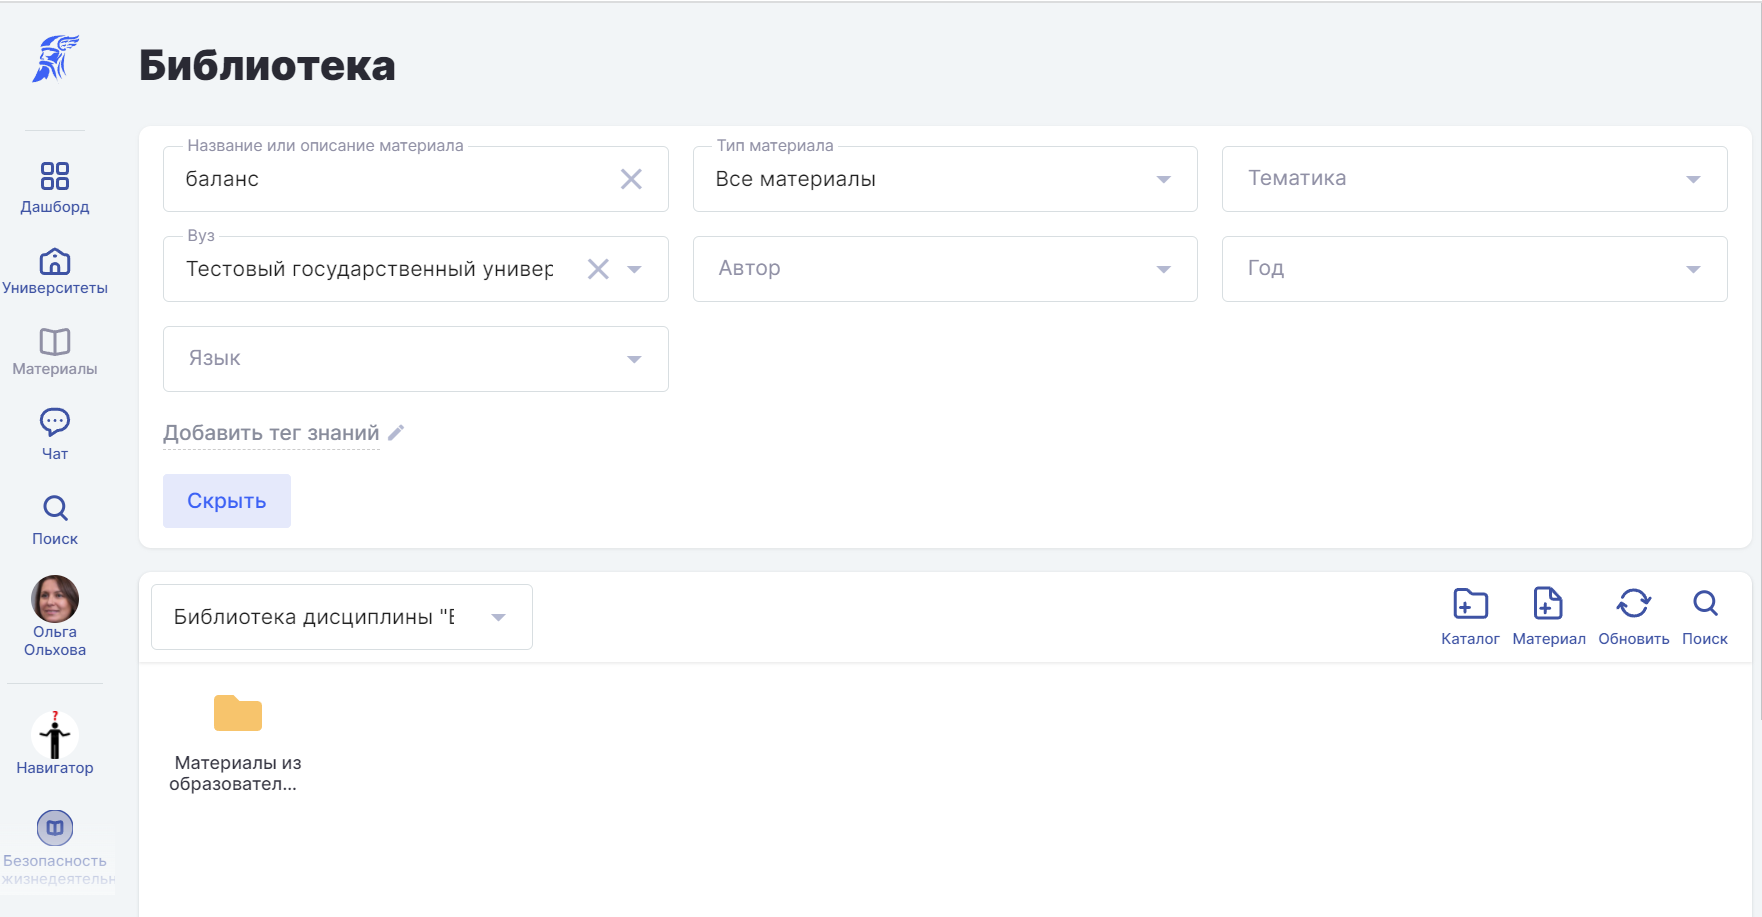 Библиотека
Название или описание материала
баланс
Тип материала
Все материалы
Тематика
Вуз
Тестовый государственный универ
Автор
Год
Язык
Добавить тег знаний
Скрыть
Библиотека дисциплины "Б
Каталог
Материал
Обновить
Поиск
Материалы из
образовател...
Дашборд
Университеты
Материалы
Чат
Поиск
Ольга
Ольхова
?
Навигатор
Безопасность
жизнедеятельн